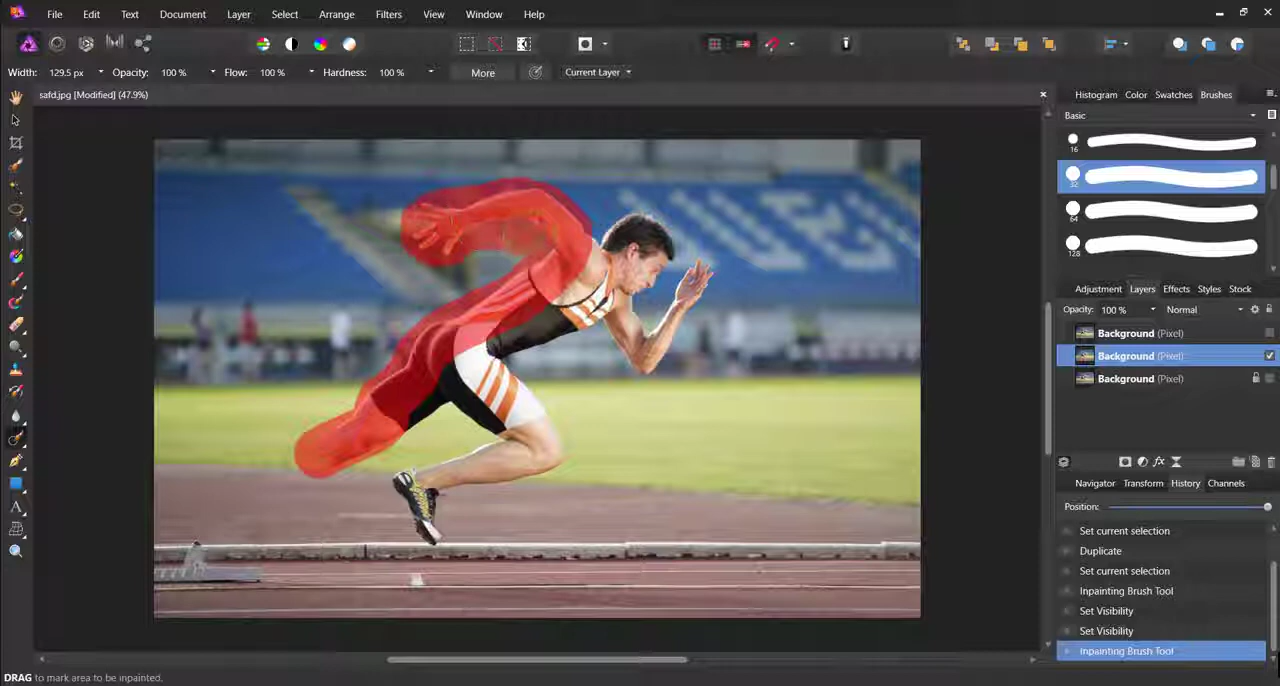 File Edit Text Document Layer Select Arrange Filters View Window Help
Width: 129.5 px Opacity: 100 % Flow: 100 % Hardness: 100 % More Current Layer
safd.jpg [Modified] (47.9%)
Histogram Color Swatches Brushes
Basic
16
32
64
128
Adjustment Layers Effects Styles Stock
Opacity: 100 % Normal
Background (Pixel)
Background (Pixel)
Background (Pixel)
Navigator Transform History Channels
Position:
Set current selection
Duplicate
Set current selection
Inpainting Brush Tool
Set Visibility
Set Visibility
Inpainting Brush Tool
DRAG to mark area to be inpainted.